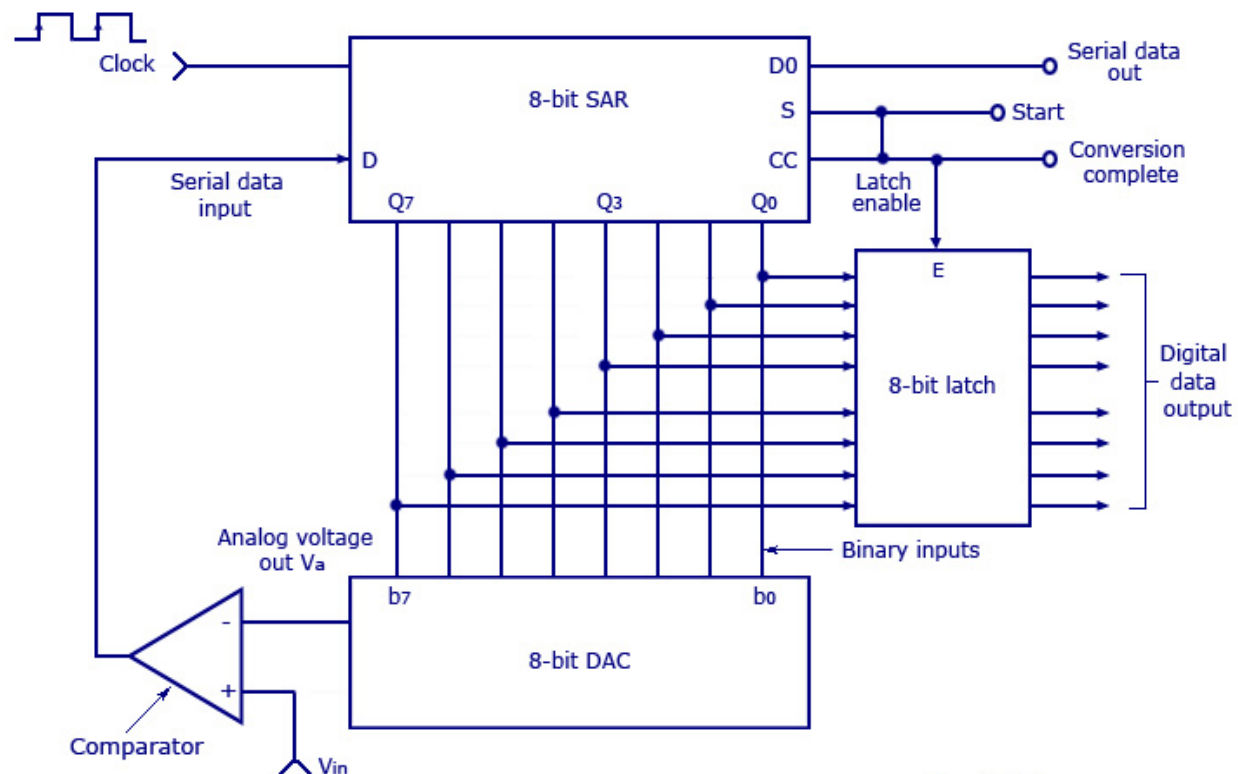 Clock
8-bit SAR
D0
Serial data
out
S
Start
D
CC
Conversion
complete
Serial data
input
Latch
enable
Q7
Q3
Q0
E
8-bit latch
Digital
data
output
Analog voltage
out Va
Binary inputs
b7
b0
-
8-bit DAC
+
Comparator
Vin